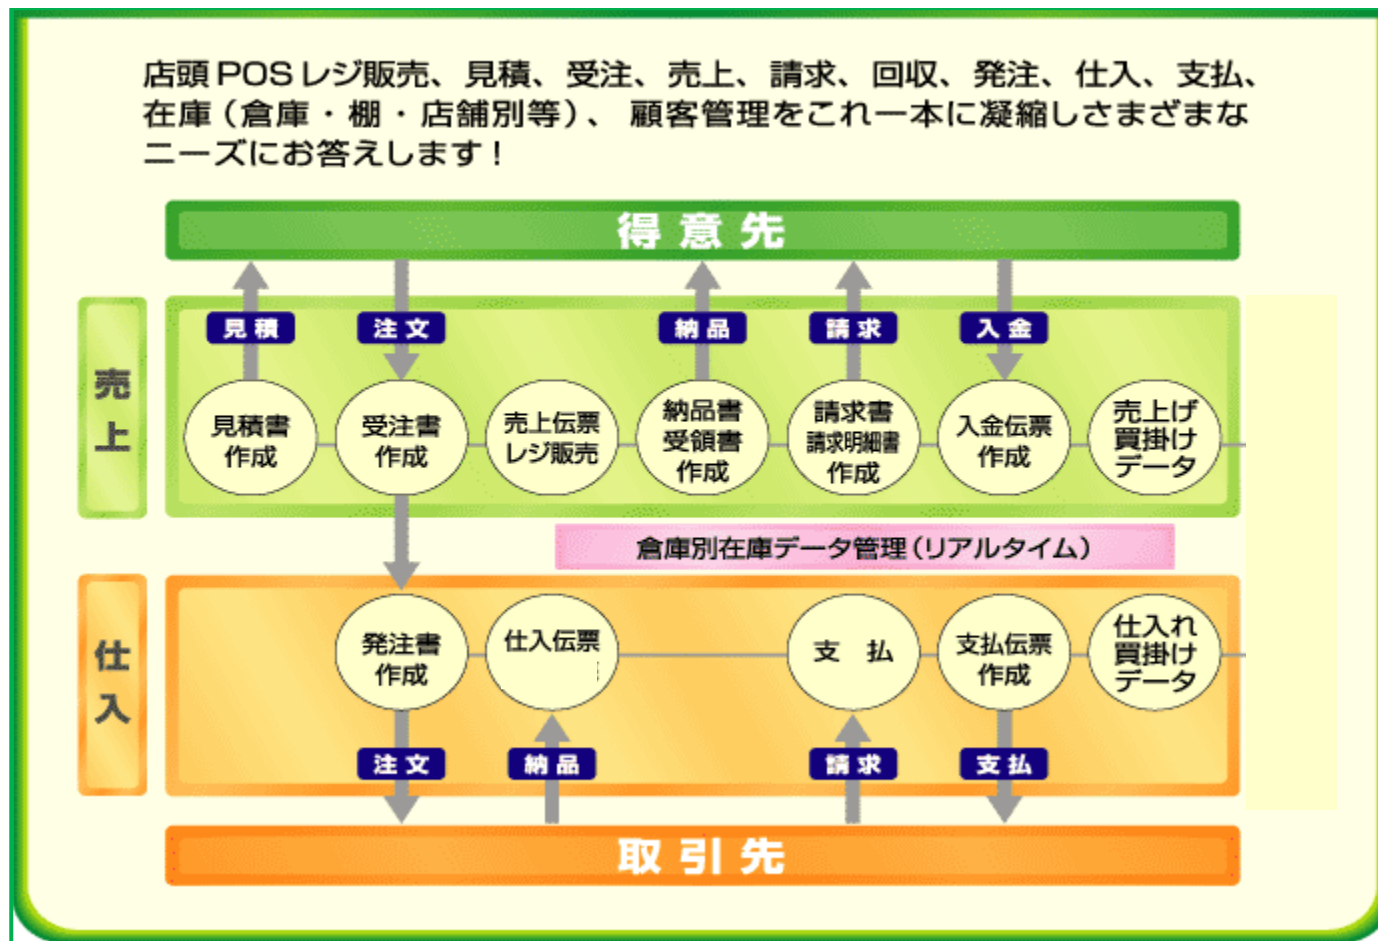 店頭POSレジ販売、見積、受注、売上、請求、回収、発注、仕入、支払、
在庫（倉庫・棚・店舗別等）、顧客管理をこれ一本に凝縮しさまざまな
ニーズにお答えします！
得意先
見積
注文
納品
請求
入金
売上
見積書
作成
受注書
作成
売上伝票
レジ販売
納品書
受領書
作成
請求書
請求明細書
作成
入金伝票
作成
売上げ
買掛け
データ
倉庫別在庫データ管理（リアルタイム）
仕入
発注書
作成
仕入伝票
支払
支払伝票
作成
仕入れ
買掛け
データ
注文
納品
請求
支払
取引先